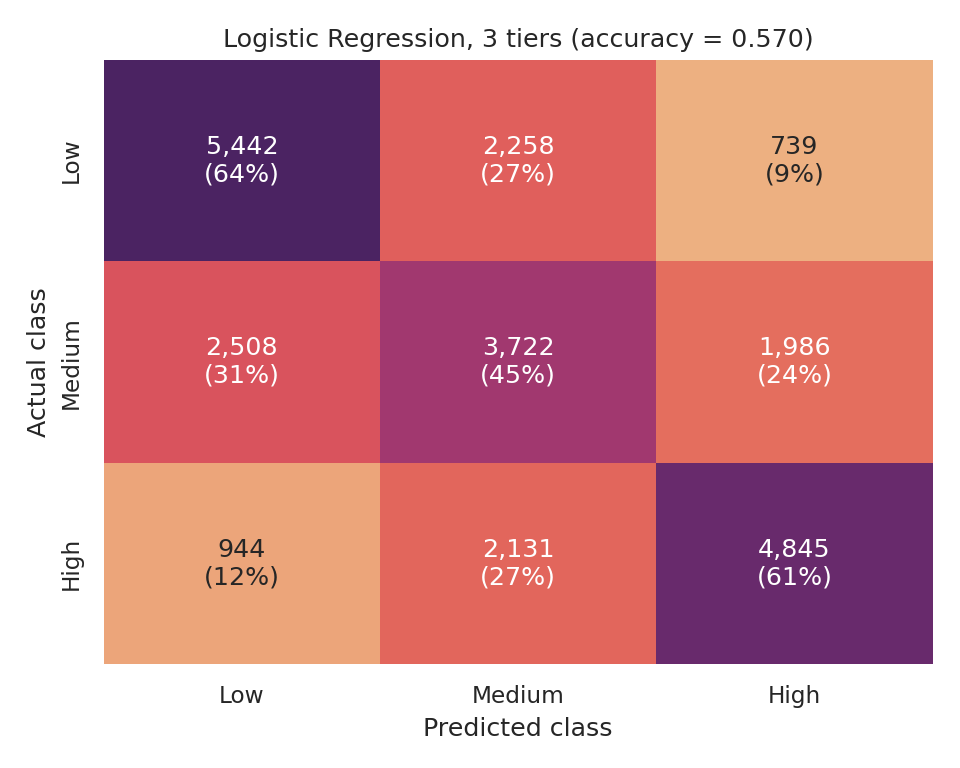 Logistic Regression, 3 tiers (accuracy = 0.570)
Actual class
Low
5,442
(64%)
2,258
(27%)
739
(9%)
Medium
2,508
(31%)
3,722
(45%)
1,986
(24%)
High
944
(12%)
2,131
(27%)
4,845
(61%)
Low
Medium
High
Predicted class